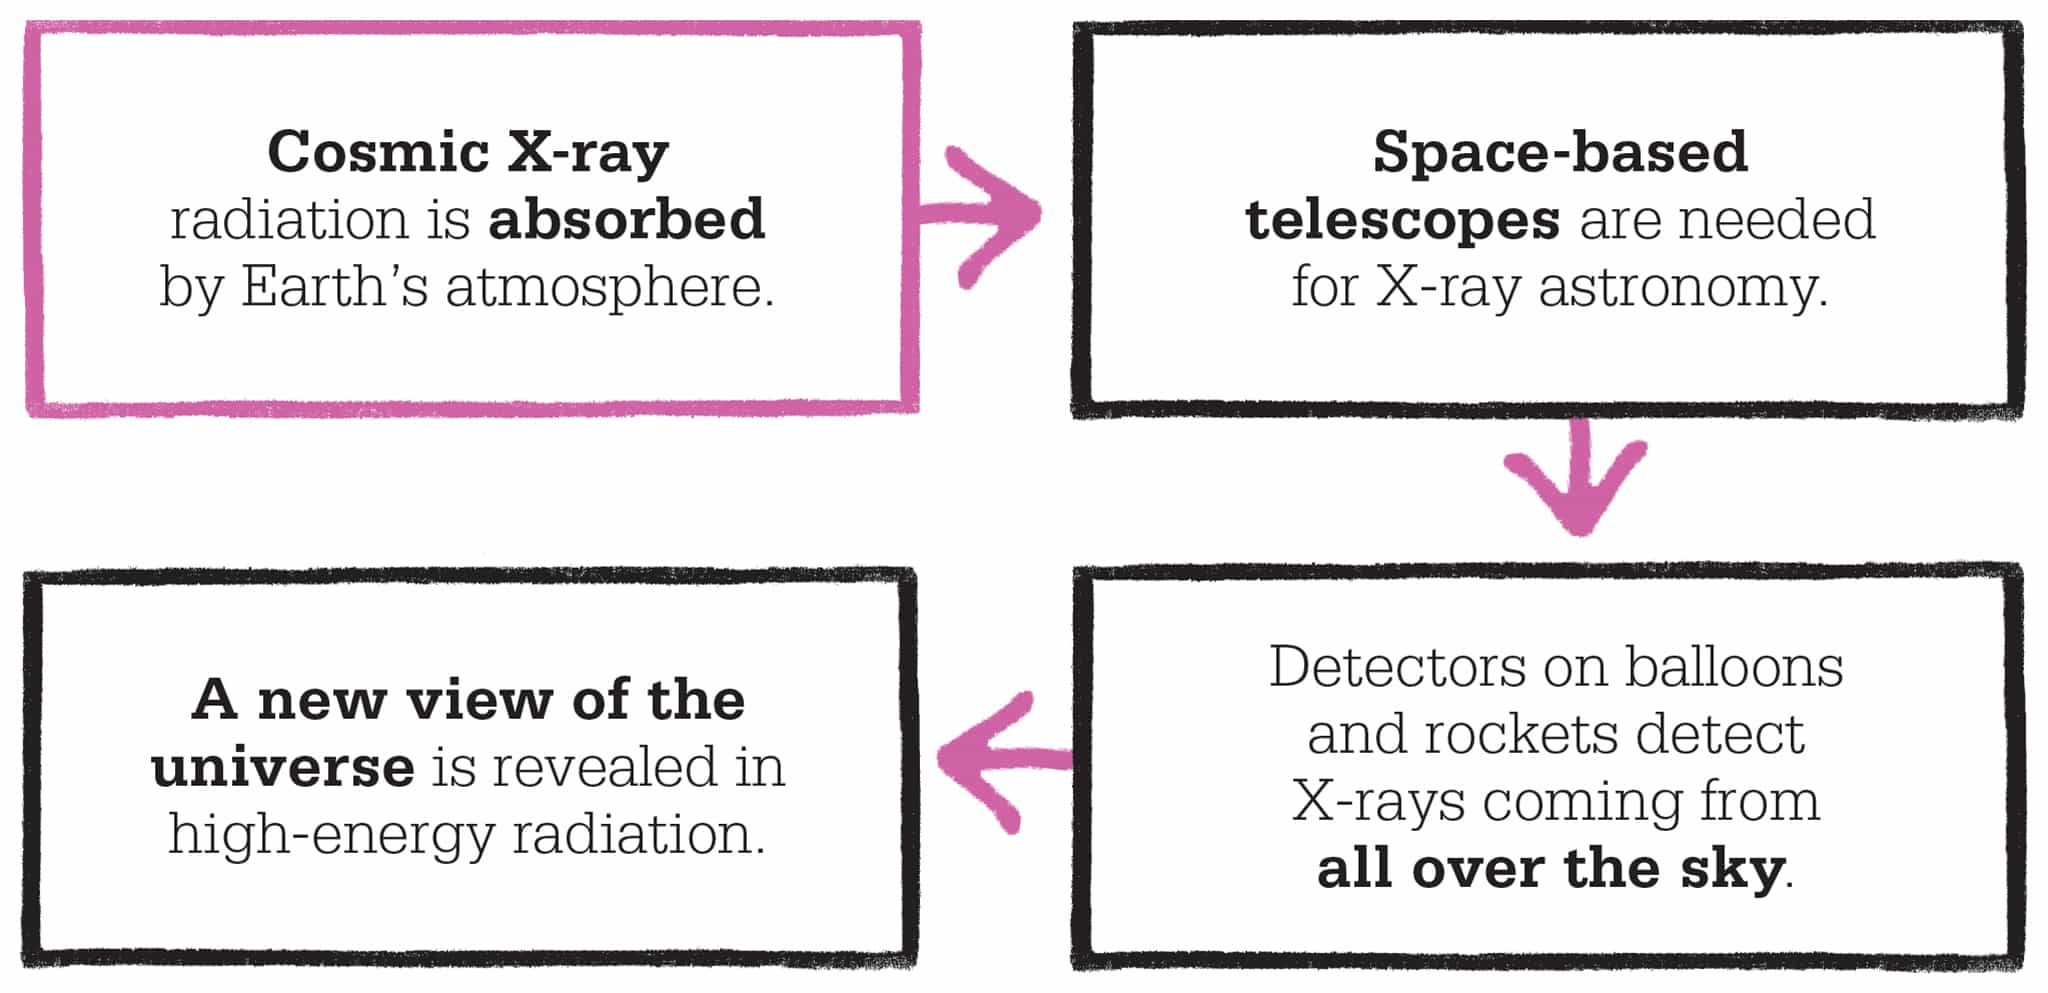 Cosmic X-ray
radiation is absorbed
by Earth’s atmosphere.
Space-based
telescopes are needed
for X-ray astronomy.
Detectors on balloons
and rockets detect
X-rays coming from
all over the sky.
A new view of the
universe is revealed in
high-energy radiation.